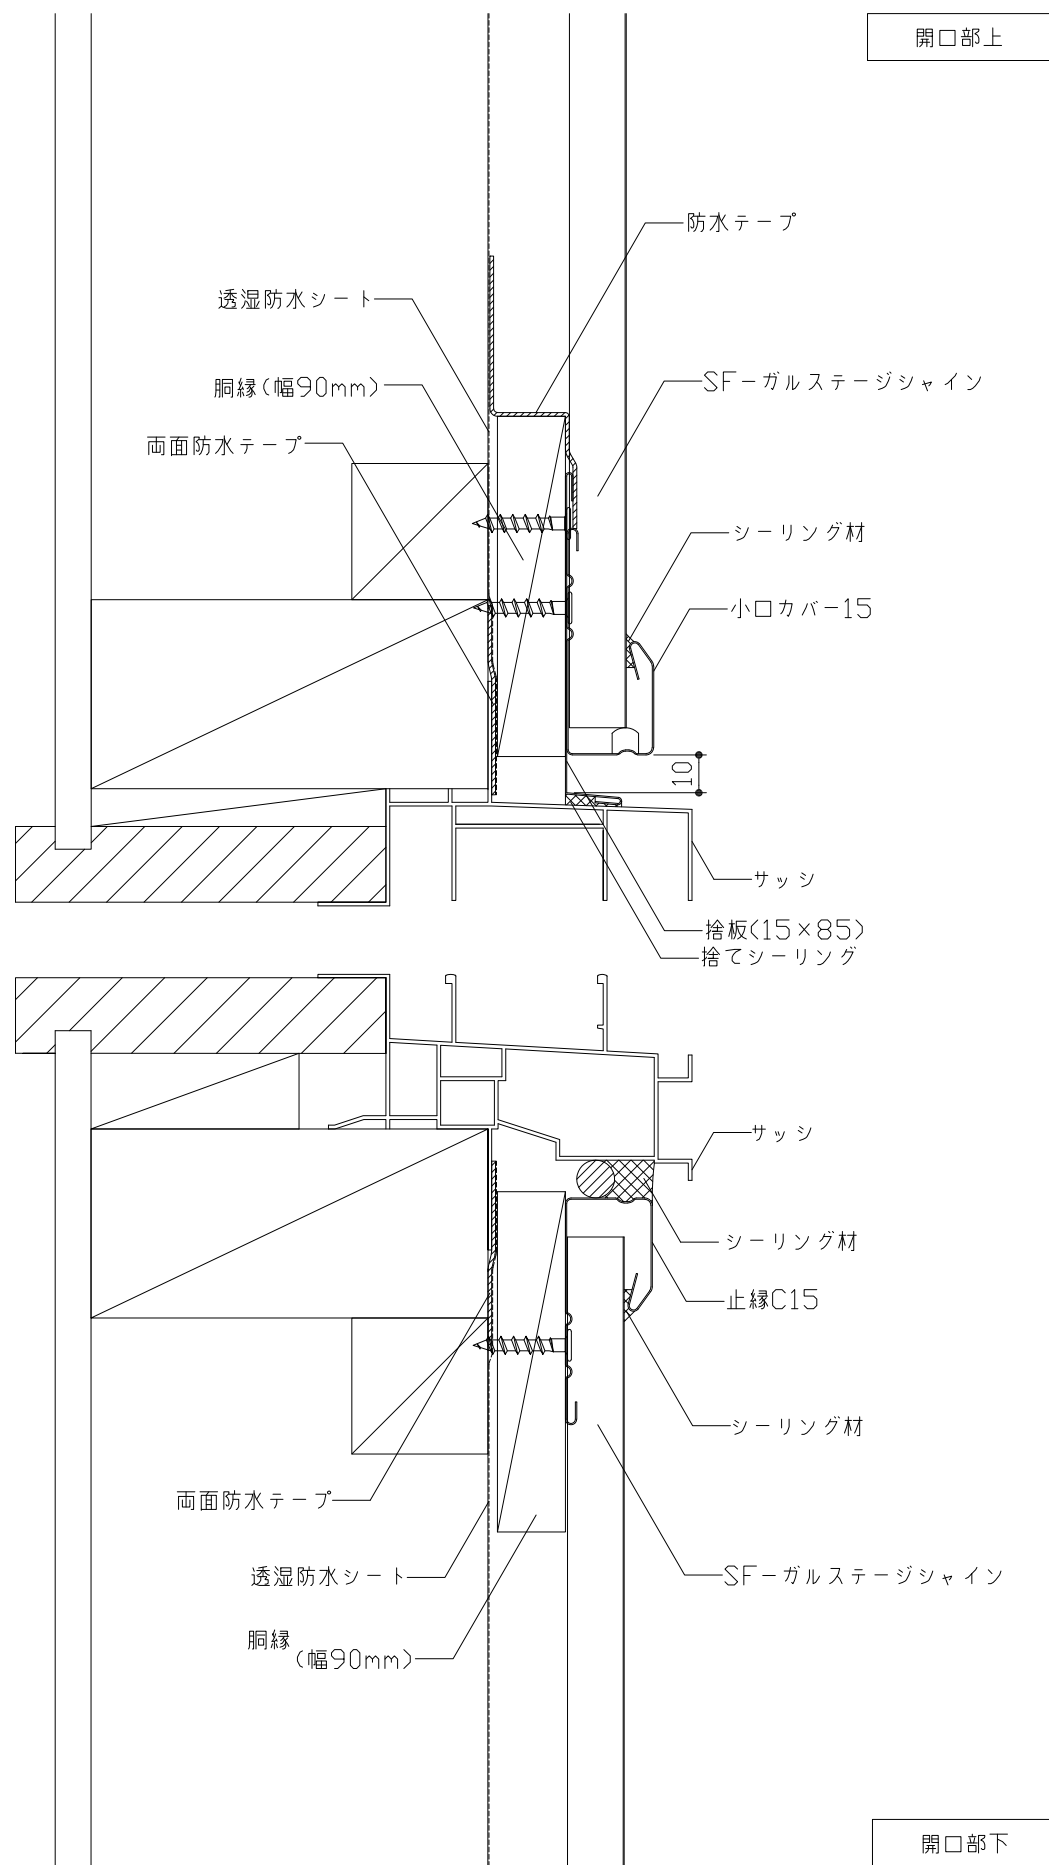 開口部上
防水テープ
透湿防水シート
胴縁(幅90mm)
SF-ガルステージシャイン
両面防水テープ
シーリング材
小口カバー15
10
サッシ
捨板(15×85)
捨てシーリング
サッシ
シーリング材
止縁C15
シーリング材
両面防水テープ
透湿防水シート
SF-ガルステージシャイン
胴縁
(幅90mm)
開口部下